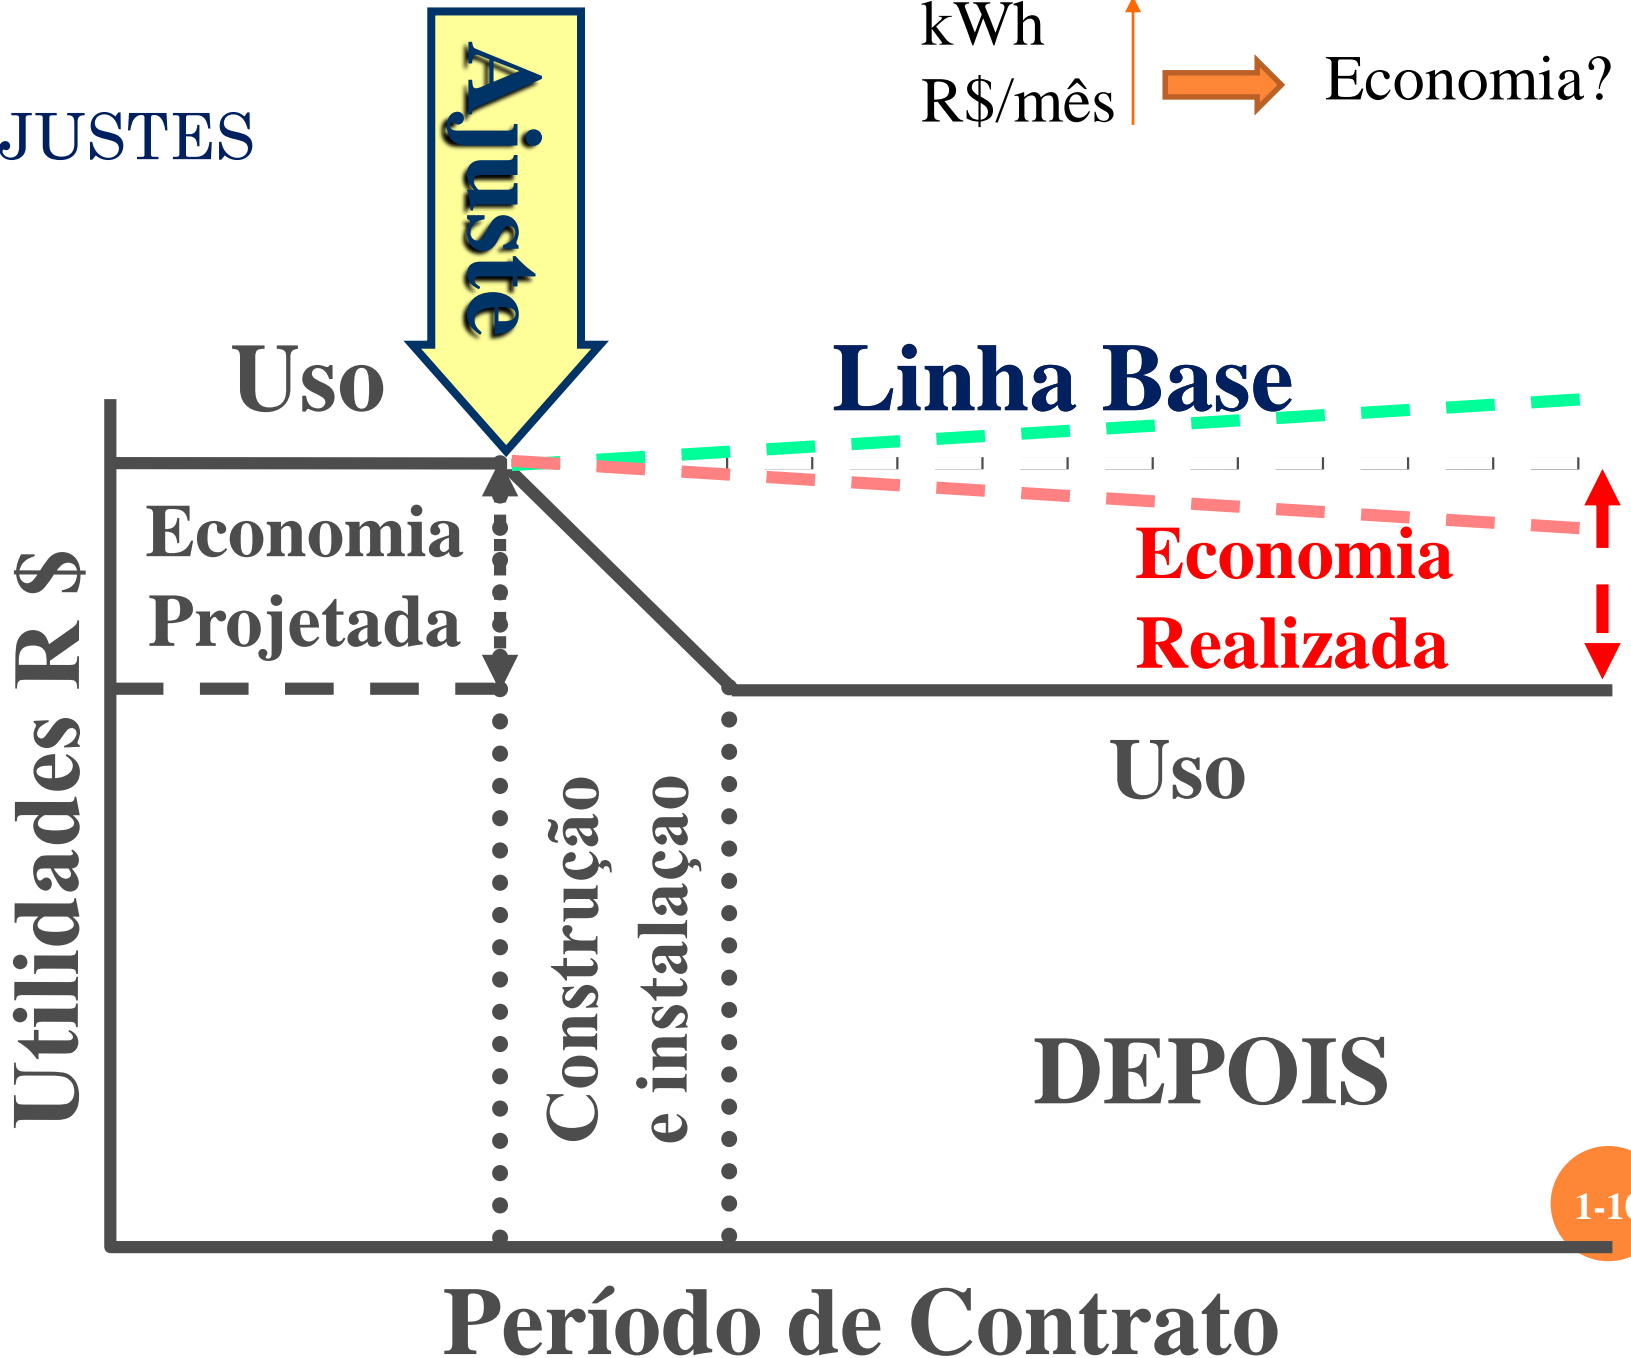 kWh
R$/mês
Economia?
JUSTES
Ajuste
Uso
Linha Base
Economia
Projetada
Economia
Realizada
Utilidades R $
Uso
Construção
e instalaçao
DEPOIS
Período de Contrato